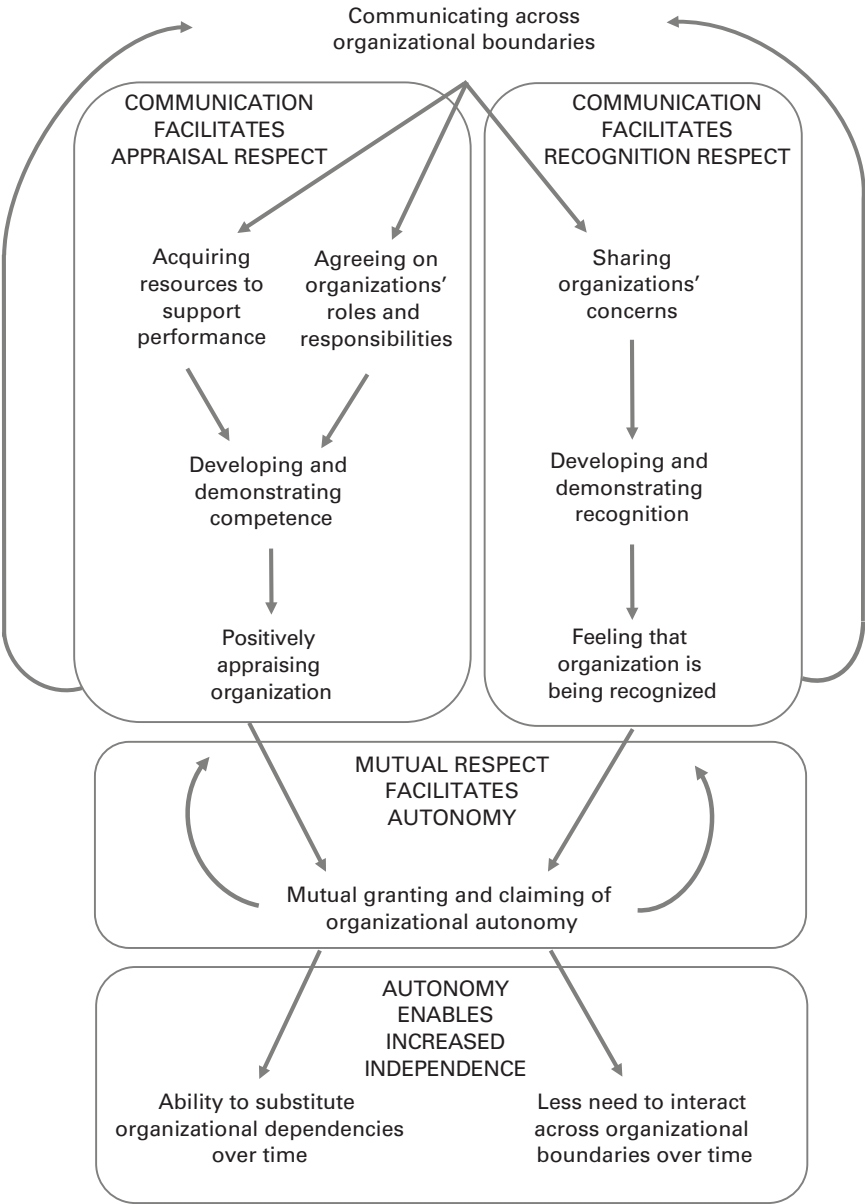 Communicating across
organizational boundaries
COMMUNICATION
FACILITATES
APPRAISAL RESPECT
COMMUNICATION
FACILITATES
RECOGNITION RESPECT
Acquiring
resources to
support
performance
Agreeing on
organizations’
roles and
responsibilities
Sharing
organizations’
concerns
Developing and
demonstrating
competence
Developing and
demonstrating
recognition
Positively
appraising
organization
Feeling that
organization is
being recognized
MUTUAL RESPECT
FACILITATES
AUTONOMY
Mutual granting and claiming of
organizational autonomy
AUTONOMY
ENABLES
INCREASED
INDEPENDENCE
Ability to substitute
organizational dependencies
over time
Less need to interact
across organizational
boundaries over time